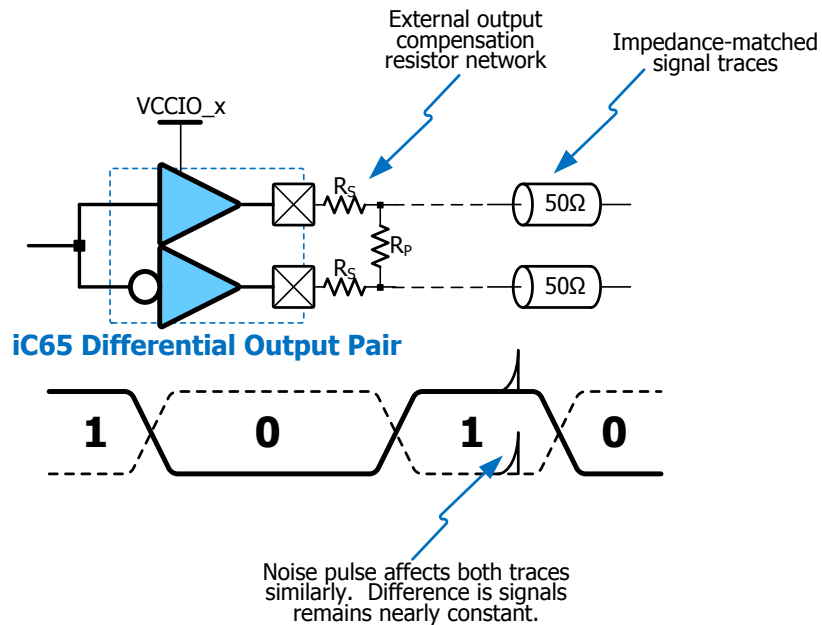 External output
compensation
resistor network
Impedance-matched
signal traces
VCCIO_x
RS
50Ω
RP
RS
50Ω
iC65 Differential Output Pair
1 0 1 0
Noise pulse affects both traces
similarly. Difference is signals
remains nearly constant.